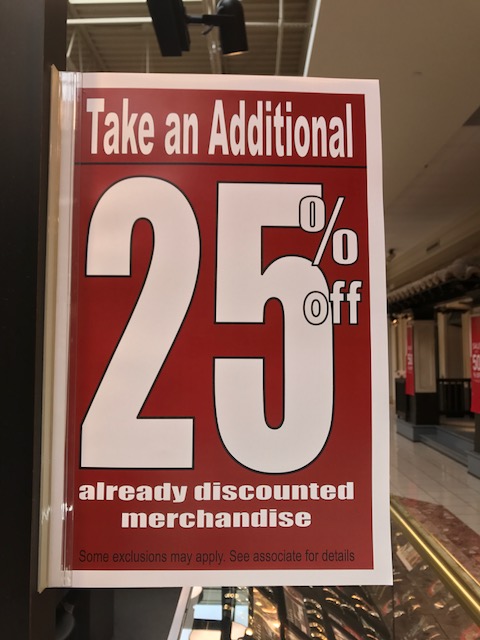 Take an Additional
25%
off
already discounted
merchandise
Some exclusions may apply. See associate for details